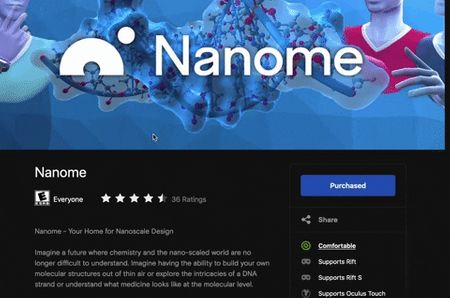 Nanome
Nanome
E
Everyone
36 Ratings
Purchased
Share
Nanome - Your Home for Nanoscale Design
Comfortable
Imagine a future where chemistry and the nano-scaled world are no
longer difficult to understand. Imagine having the ability to build your own
molecular structures out of thin air or explore the intricacies of a DNA
strand or understand what medicine looks like at the molecular level.
Supports Rift
Supports Rift S
Supports Oculus Touch